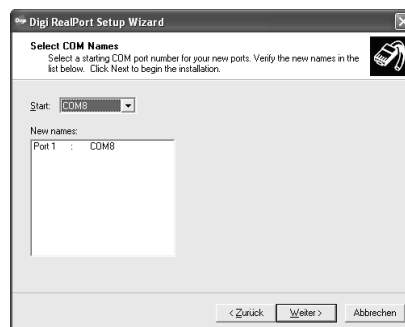 Digi RealPort Setup Wizard
Select COM Names
Select a starting COM port number for your new ports. Verify the new names in the
list below. Click Next to begin the installation.
Start: COM8
New names:
Port 1 : COM8
< Zurück Weiter > Abbrechen